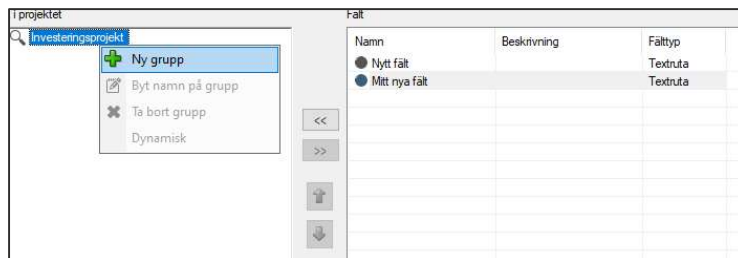 I projektet
Investeringsprojekt
Ny grupp
Byt namn på grupp
Ta bort grupp
Dynamisk
<<
>>
Fält
Namn Beskrivning Fälttyp
Nytt fält Textruta
Mitt nya fält Textruta